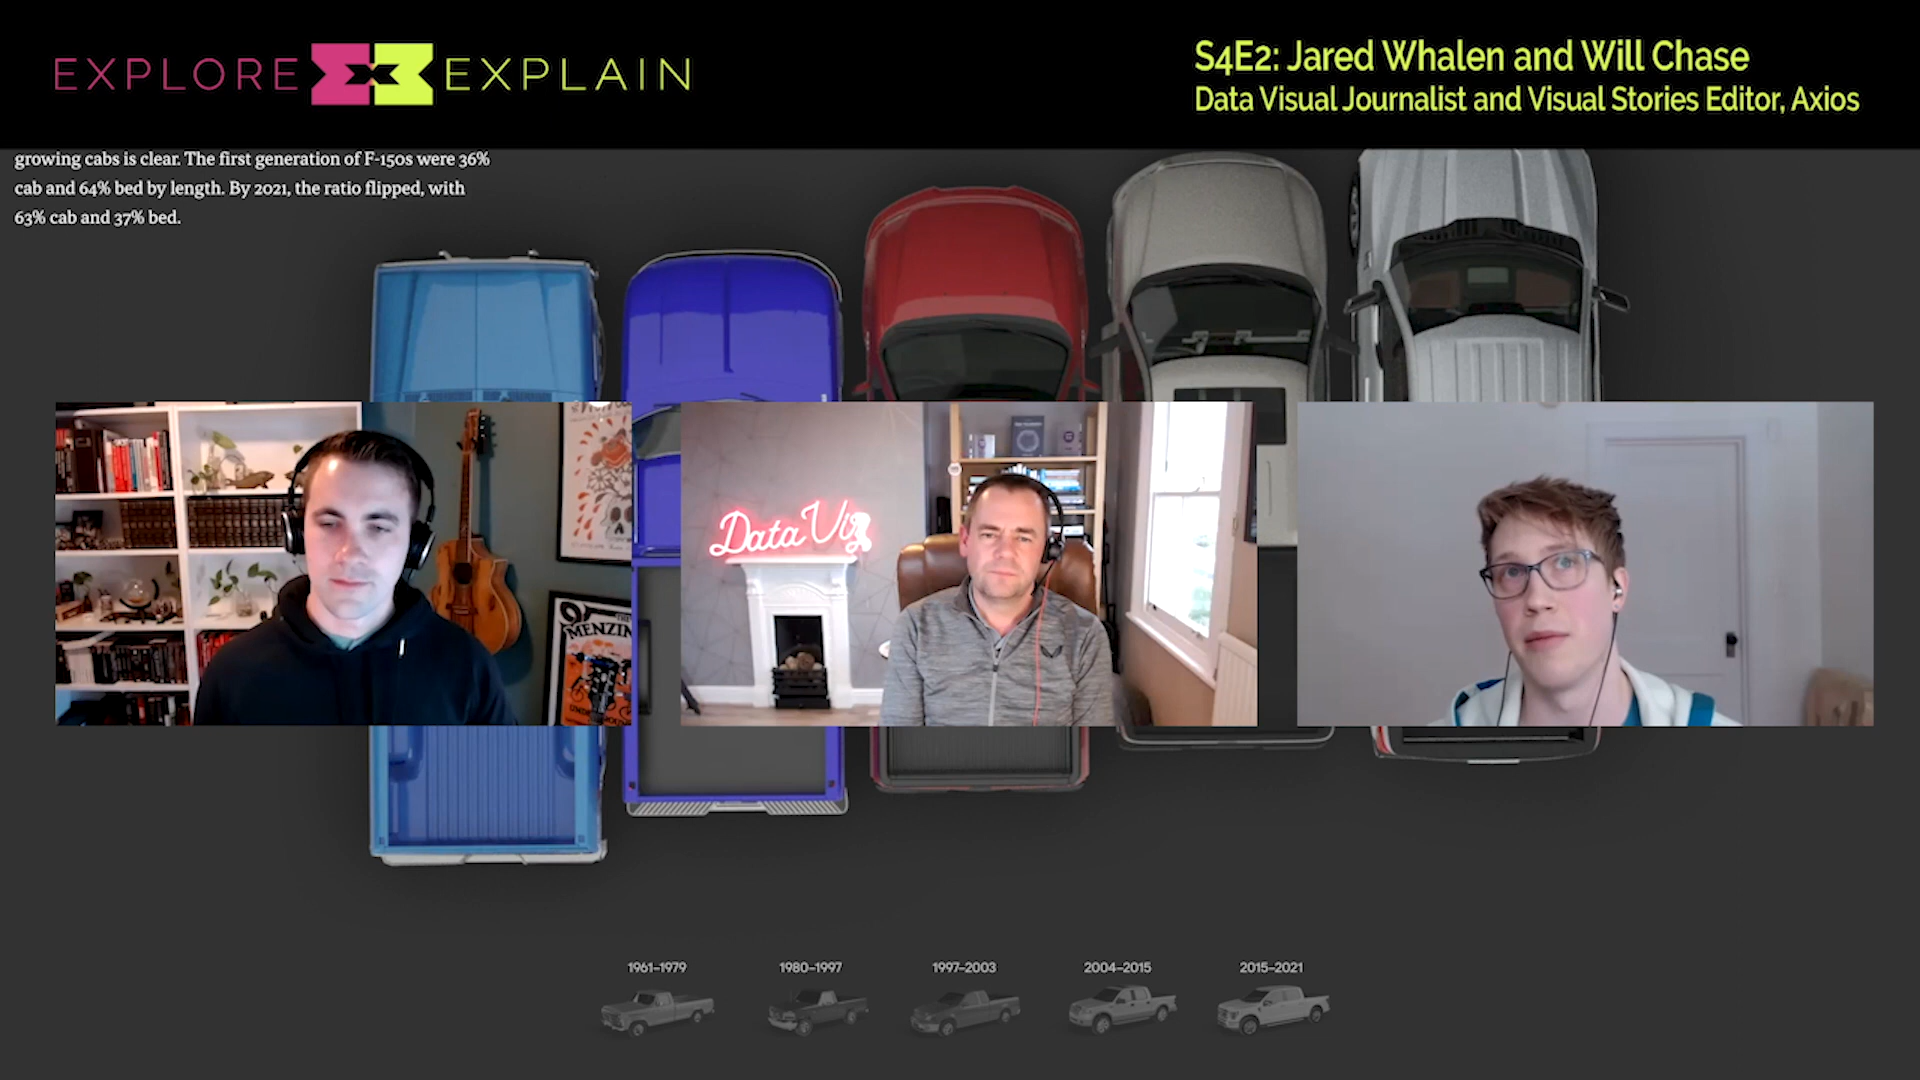 EXPLORE EXPLAIN
S4E2: Jared Whalen and Will Chase
Data Visual Journalist and Visual Stories Editor, Axios
growing cabs is clear. The first generation of F-150s were 36%
cab and 64% bed by length. By 2021, the ratio flipped, with
63% cab and 37% bed.
Data Viz
MENZIN
1961–1979
1980–1997
1997–2003
2004–2015
2015–2021